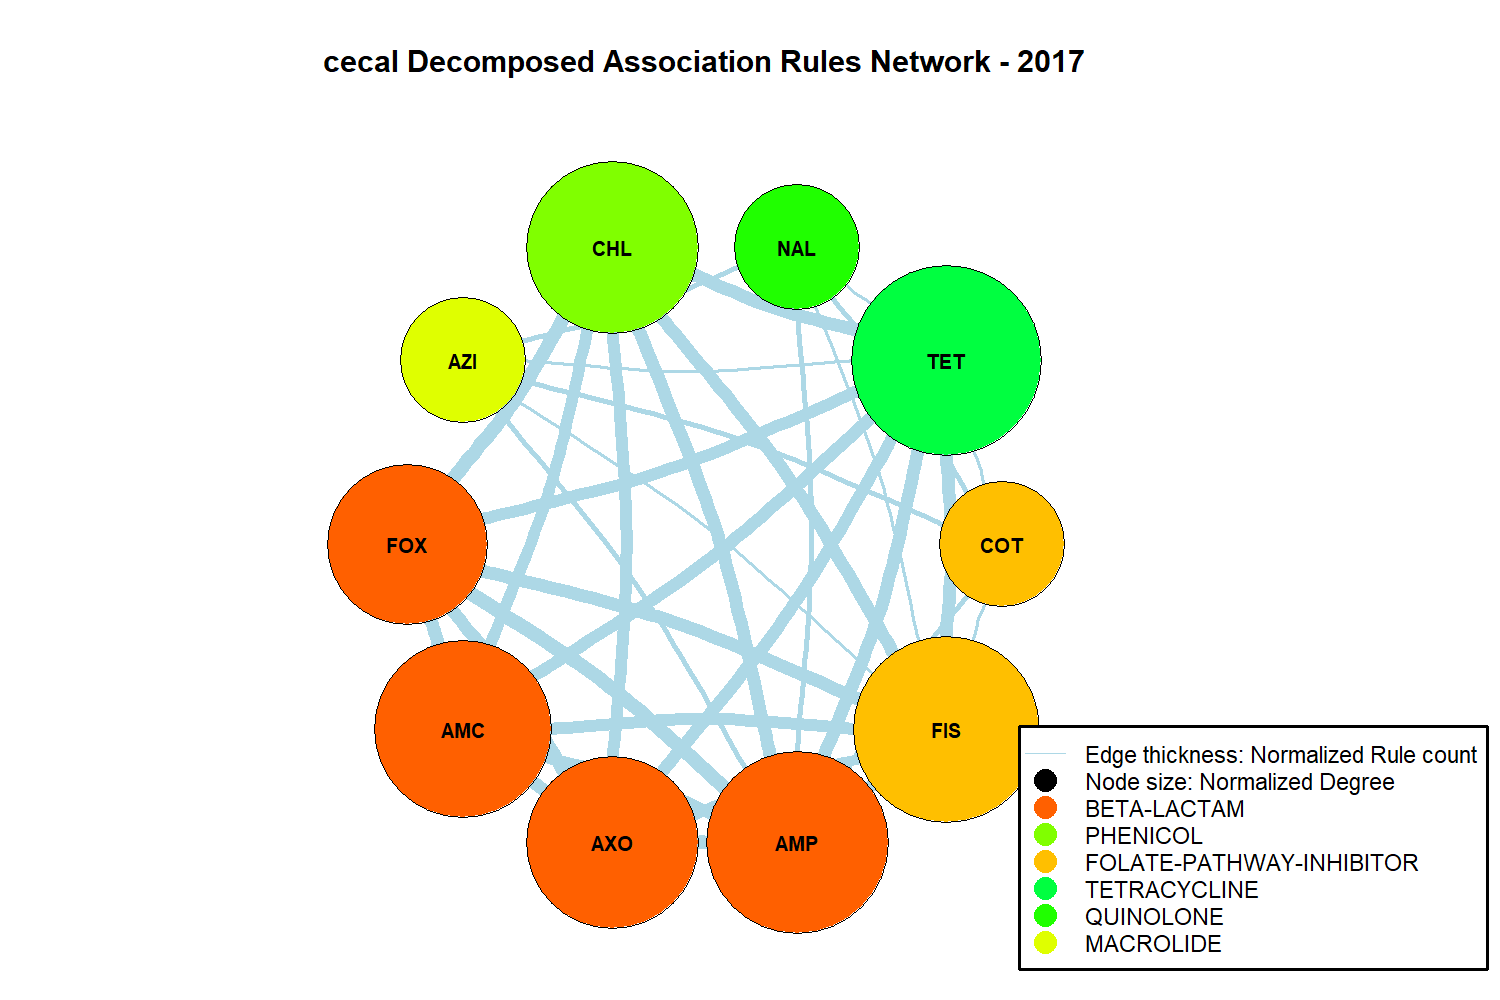 cecal Decomposed Association Rules Network - 2017
CHL
NAL
AZI
TET
FOX
COT
AMC
FIS
AXO
AMP
Edge thickness: Normalized Rule count
Node size: Normalized Degree
BETA-LACTAM
PHENICOL
FOLATE-PATHWAY-INHIBITOR
TETRACYCLINE
QUINOLONE
MACROLIDE